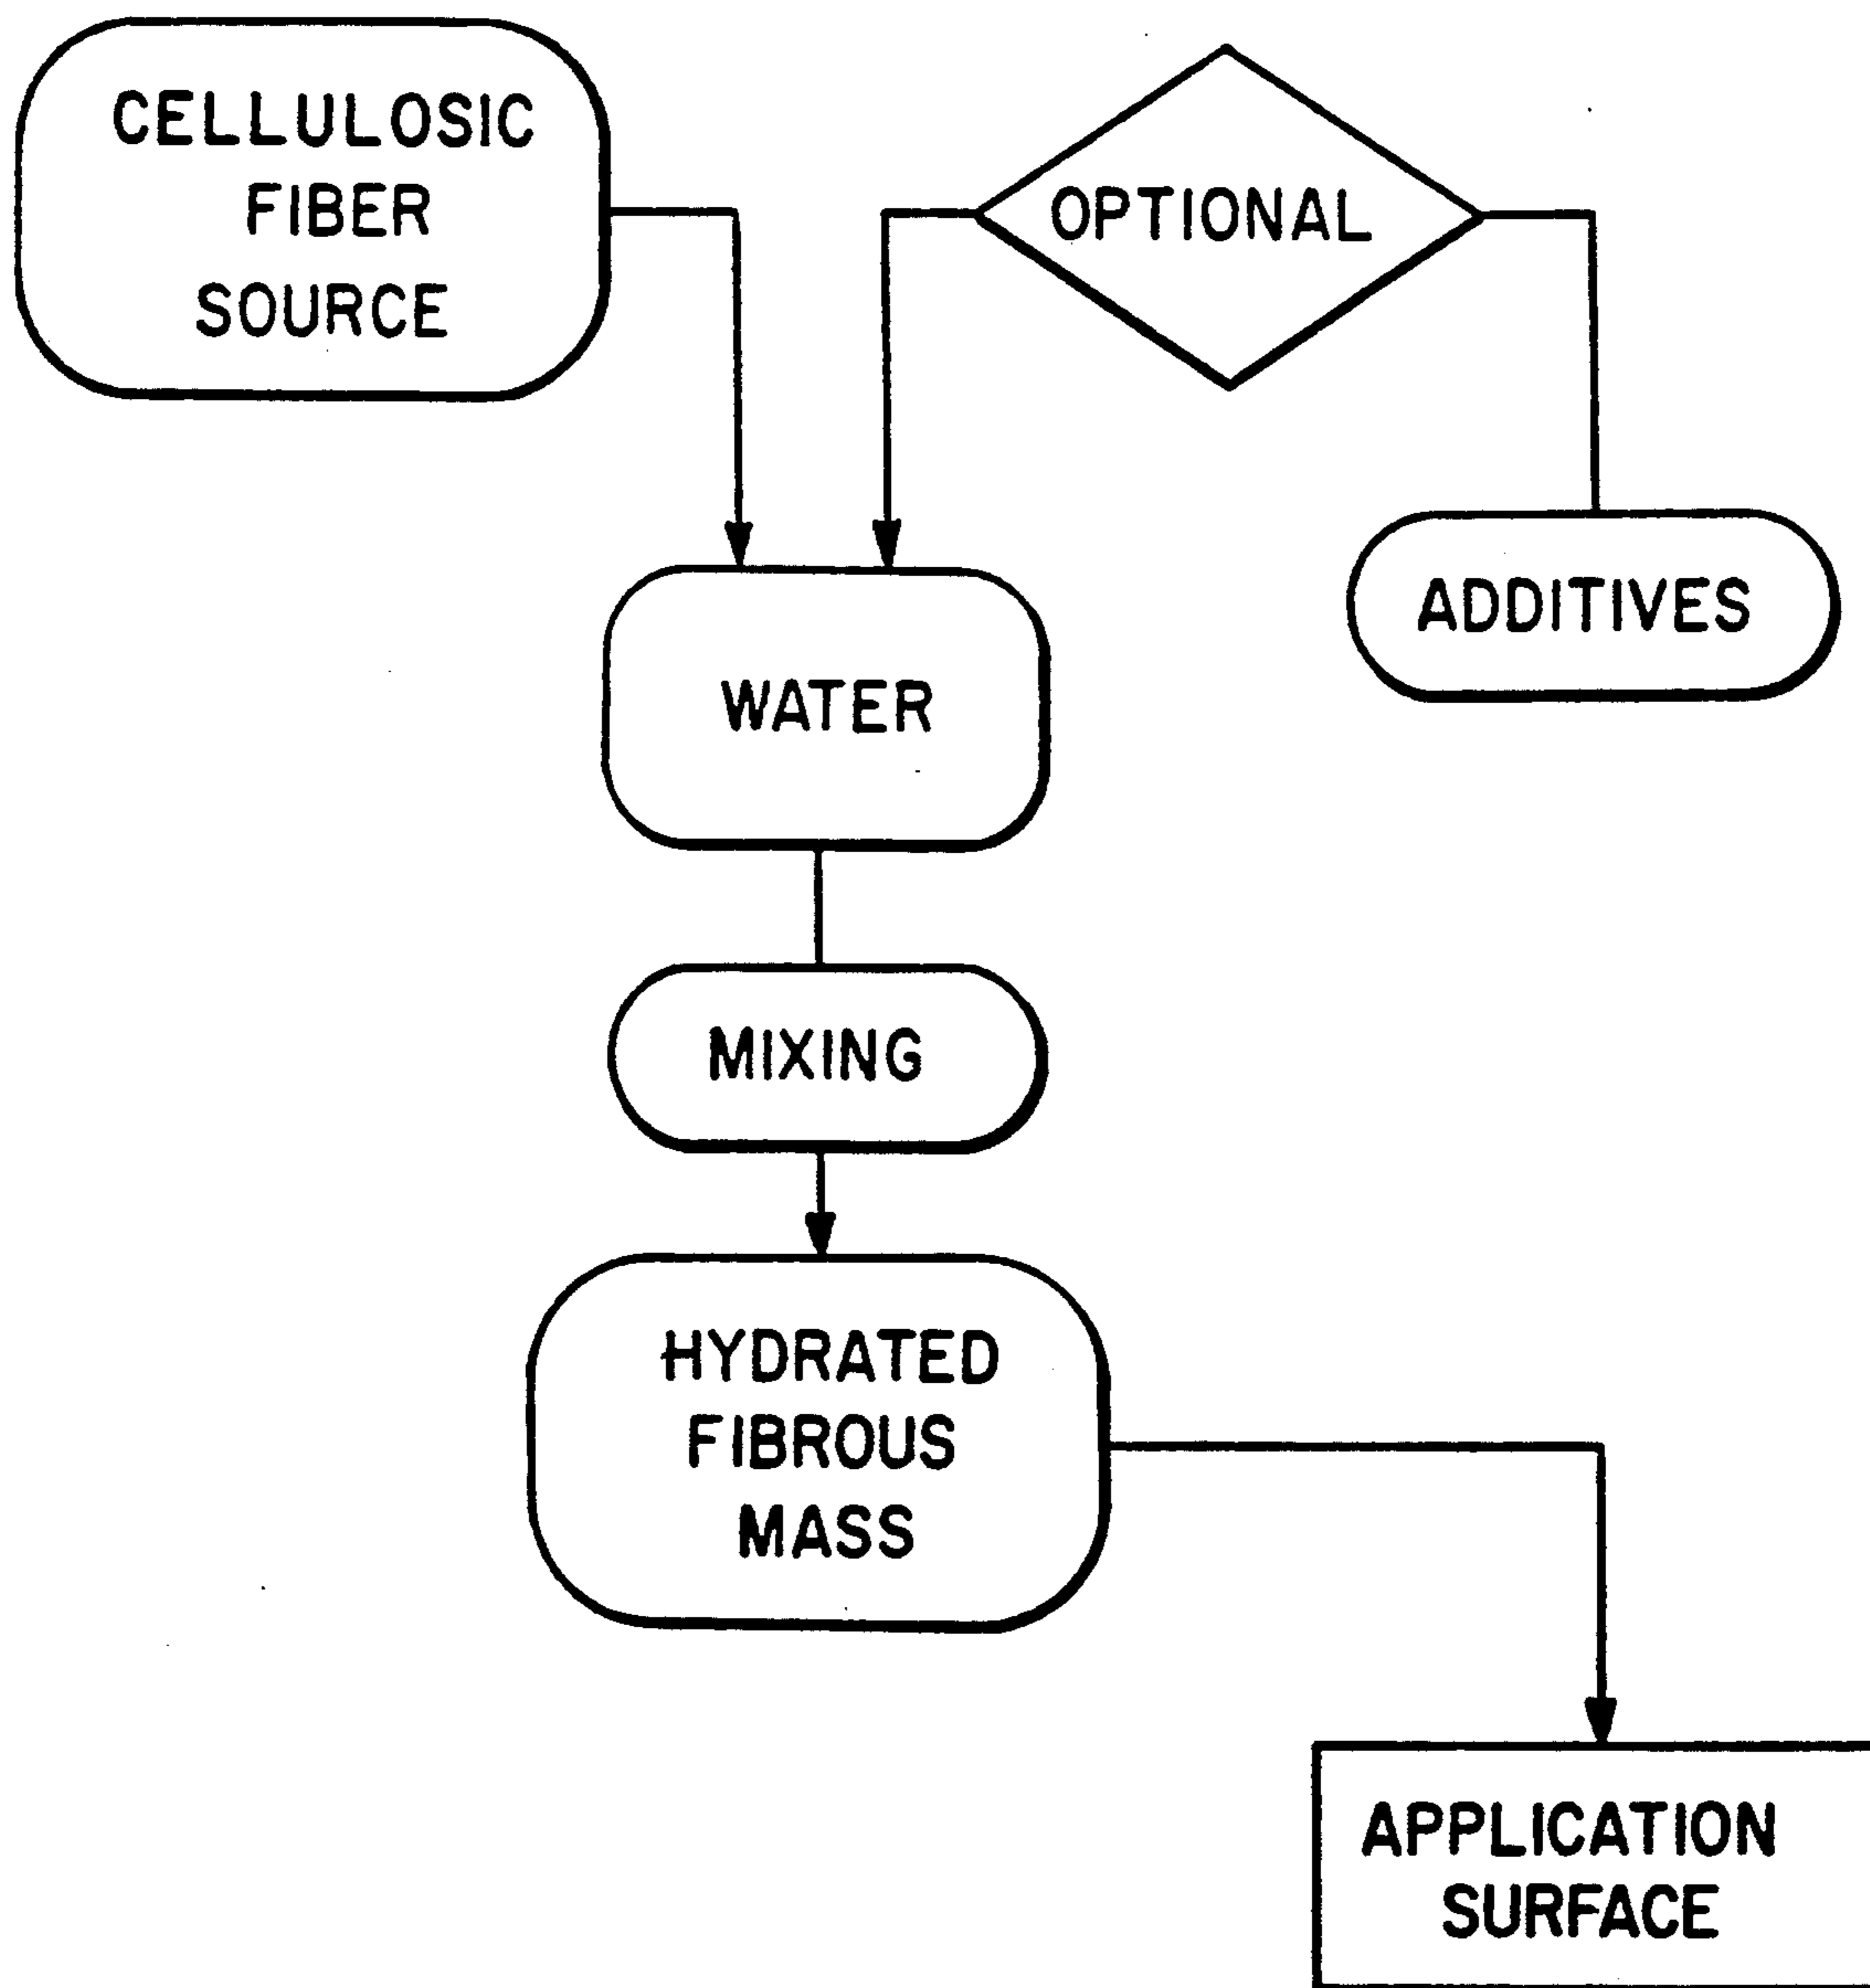 CELLULOSIC
FIBER
SOURCE
OPTIONAL
ADDITIVES
WATER
MIXING
HYDRATED
FIBROUS
MASS
APPLICATION
SURFACE